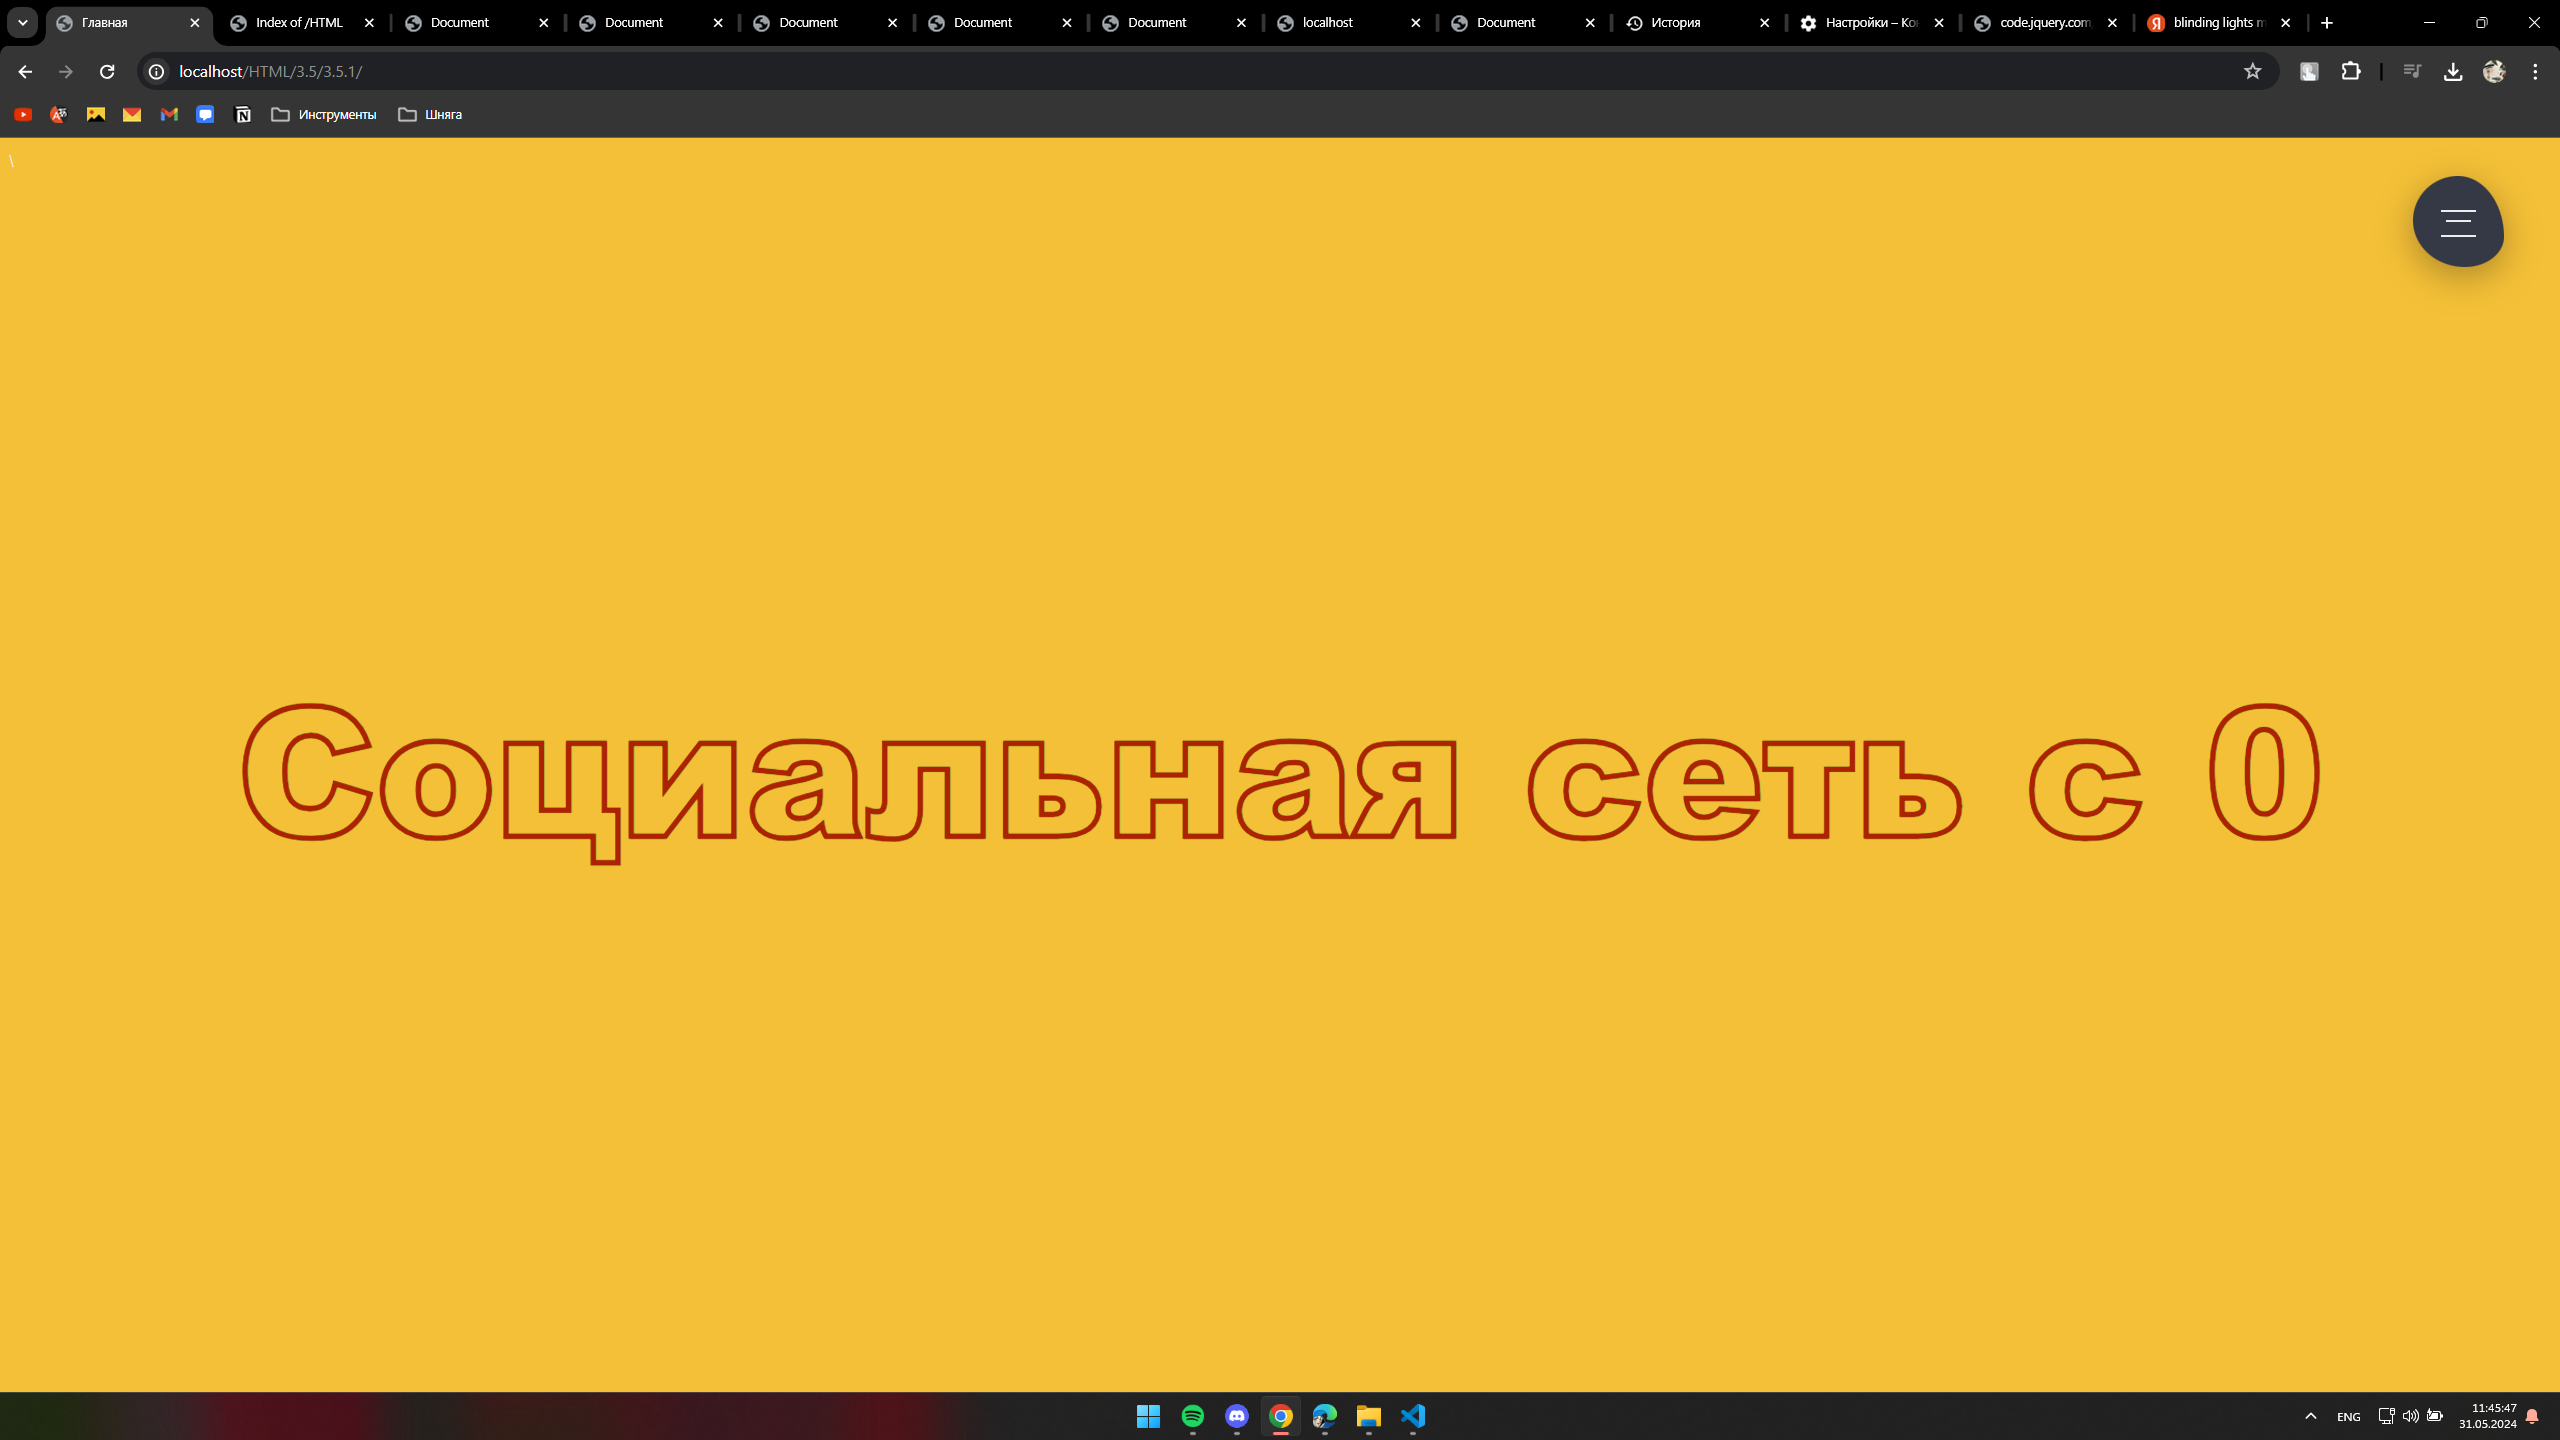 Главная
Index of /HTML
Document
Document
Document
Document
Document
localhost
Document
История
Настройки – Ко
code.jquery.com
blinding lights m
localhost/HTML/3.5/3.5.1/
Инструменты
Шняга
\
Социальная сеть с 0
ENG
11:45:47
31.05.2024